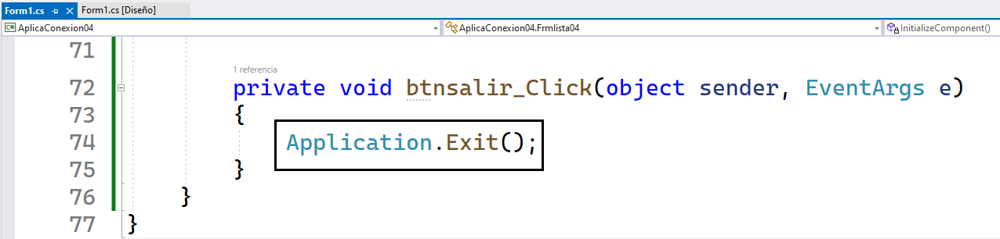 Form1.cs Form1.cs [Diseño]
C# AplicaConexion04 AplicaConexion04.Frmlista04 InitializeComponent()
71
1 referencia
72 private void btnsalir_Click(object sender, EventArgs e)
73 {
74 Application.Exit();
75 }
76 }
77 }